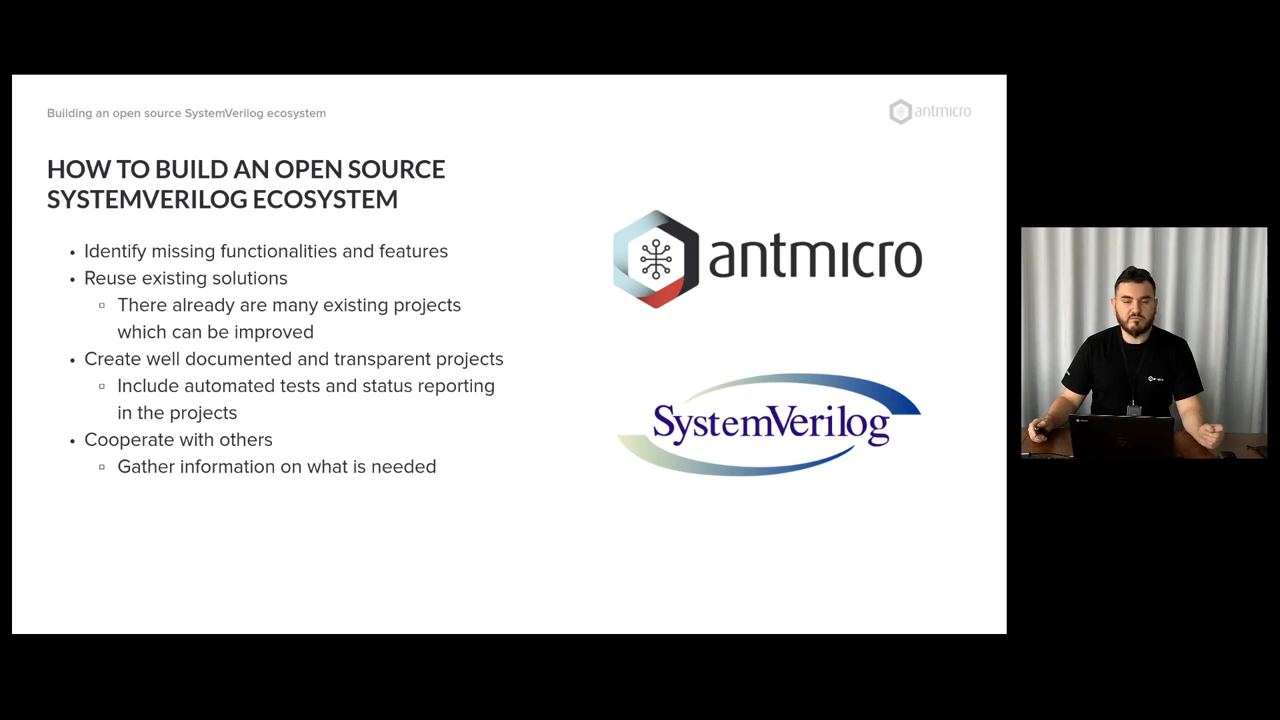 Building an open source SystemVerilog ecosystem
antmicro
HOW TO BUILD AN OPEN SOURCE
SYSTEMVERILOG ECOSYSTEM
• Identify missing functionalities and features
• Reuse existing solutions
▫ There already are many existing projects
which can be improved
• Create well documented and transparent projects
▫ Include automated tests and status reporting
in the projects
• Cooperate with others
▫ Gather information on what is needed
antmicro
SystemVerilog